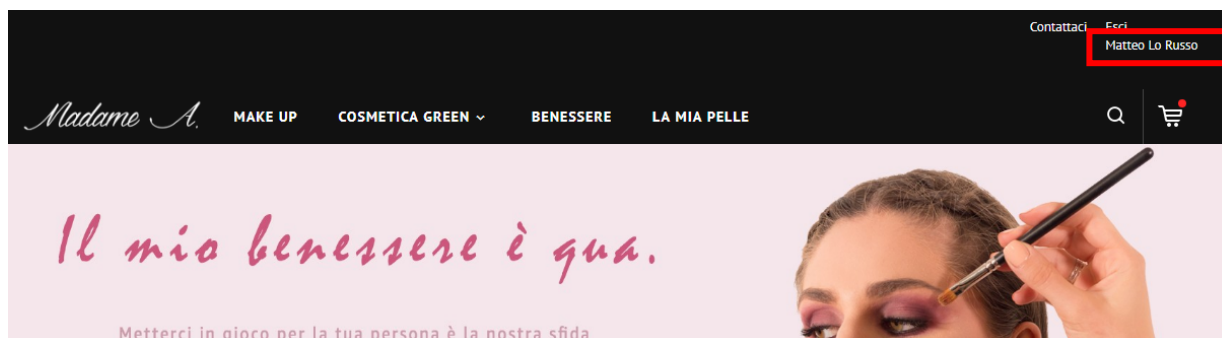 Contattaci Esci
Matteo Lo Russo
Madame A. MAKE UP COSMETICA GREEN BENESSERE LA MIA PELLE
Il mio benessere è qua.
Metterci in gioco per la tua persona è la nostra sfida